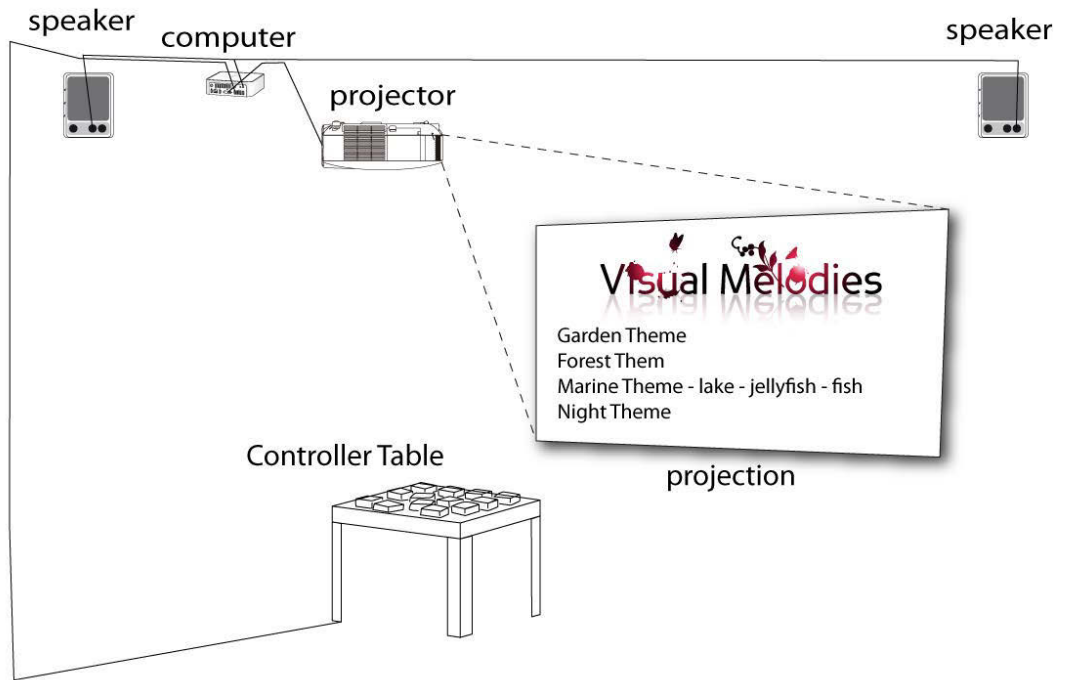 speaker
computer
speaker
projector
Visual Melodies
Garden Theme
Forest Them
Marine Theme - lake - jellyfish - fish
Night Theme
Controller Table
projection